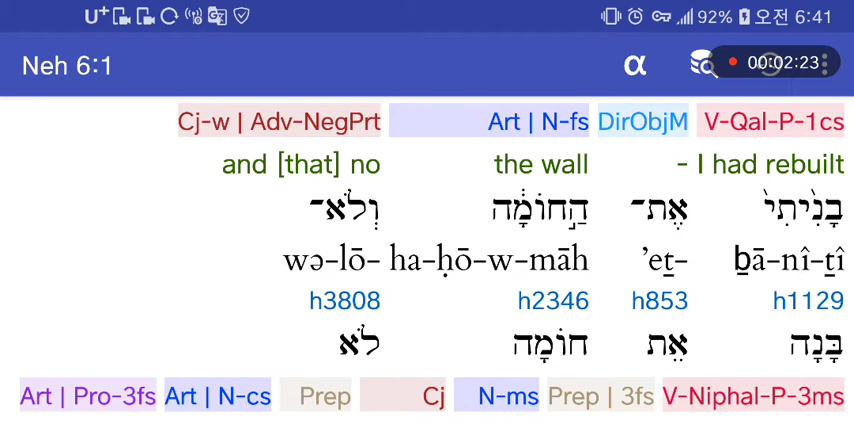 U+ 92% 오전 6:41
Neh 6:1 α 00:02:23
Cj-w | Adv-NegPrt Art | N-fs DirObjM V-Qal-P-1cs
and [that] no the wall - I had rebuilt
בָנִ֙יתִי֙ אֶת־ הַ֣חוֹמָ֔ה וְלֹא־
wə-lō- ha-ḥō-w-māh ’eṯ- ḇā-nî-ṯî
h3808 h2346 h853 h1129
בָּנָה אֵת חוֹמָה לֹא
Art | Pro-3fs Art | N-cs Prep Cj N-ms Prep | 3fs V-Niphal-P-3ms